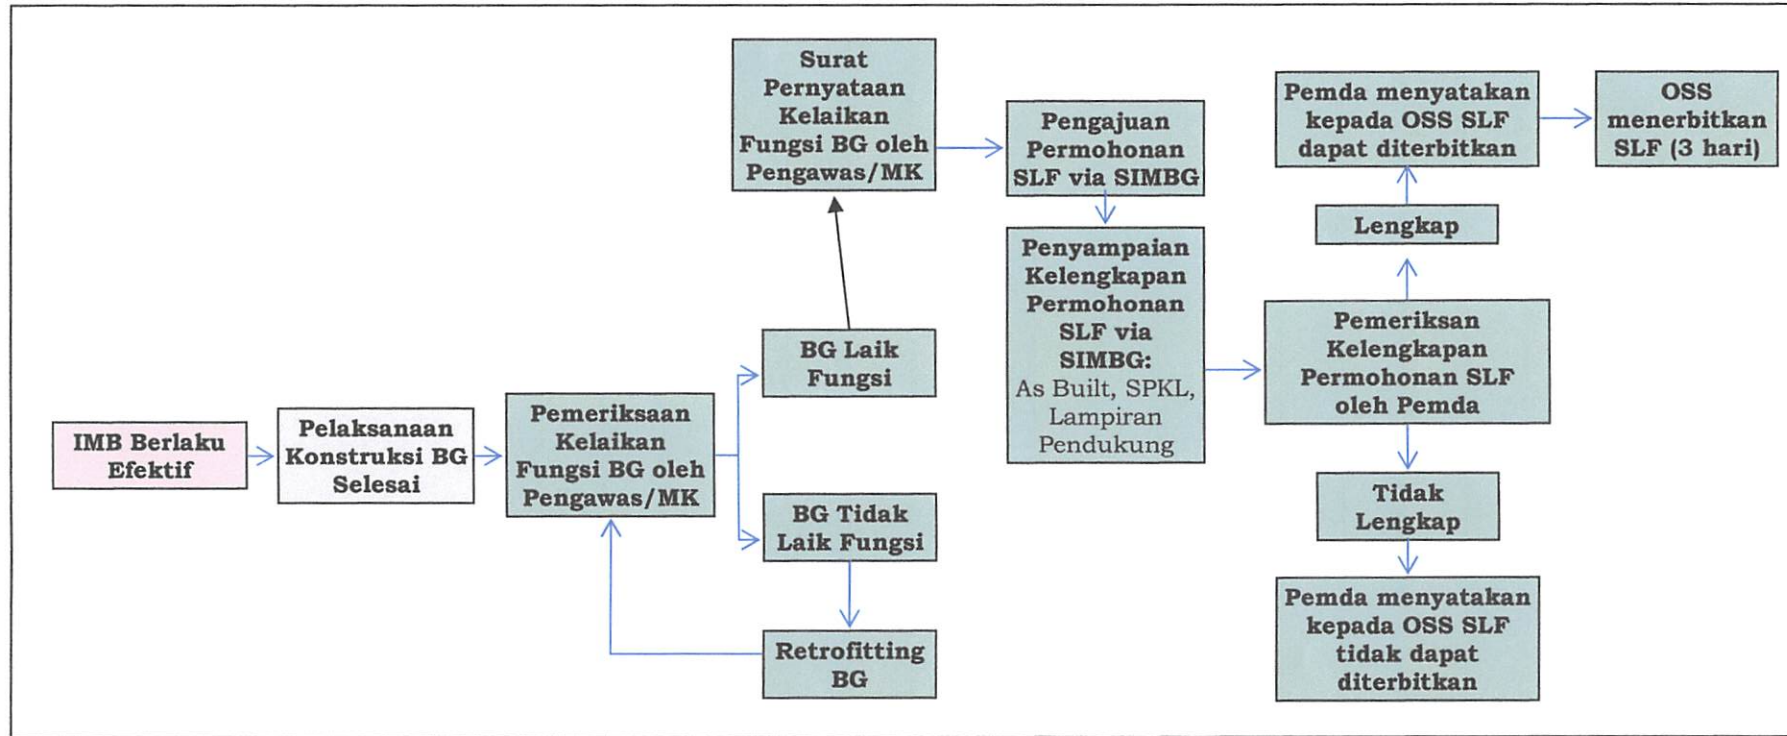 IMB Berlaku
Efektif
Pelaksanaan
Konstruksi BG
Selesai
Pemeriksaan
Kelaikan
Fungsi BG oleh
Pengawas/MK
BG Laik
Fungsi
BG Tidak
Laik Fungsi
Retrofitting
BG
Surat
Pernyataan
Kelaikan
Fungsi BG oleh
Pengawas/MK
Pengajuan
Permohonan
SLF via SIMBG
Penyampaian
Kelengkapan
Permohonan
SLF via
SIMBG:
As Built, SPKL,
Lampiran
Pendukung
Pemeriksan
Kelengkapan
Permohonan SLF
oleh Pemda
Lengkap
Pemda menyatakan
kepada OSS SLF
dapat diterbitkan
OSS
menerbitkan
SLF (3 hari)
Tidak
Lengkap
Pemda menyatakan
kepada OSS SLF
tidak dapat
diterbitkan